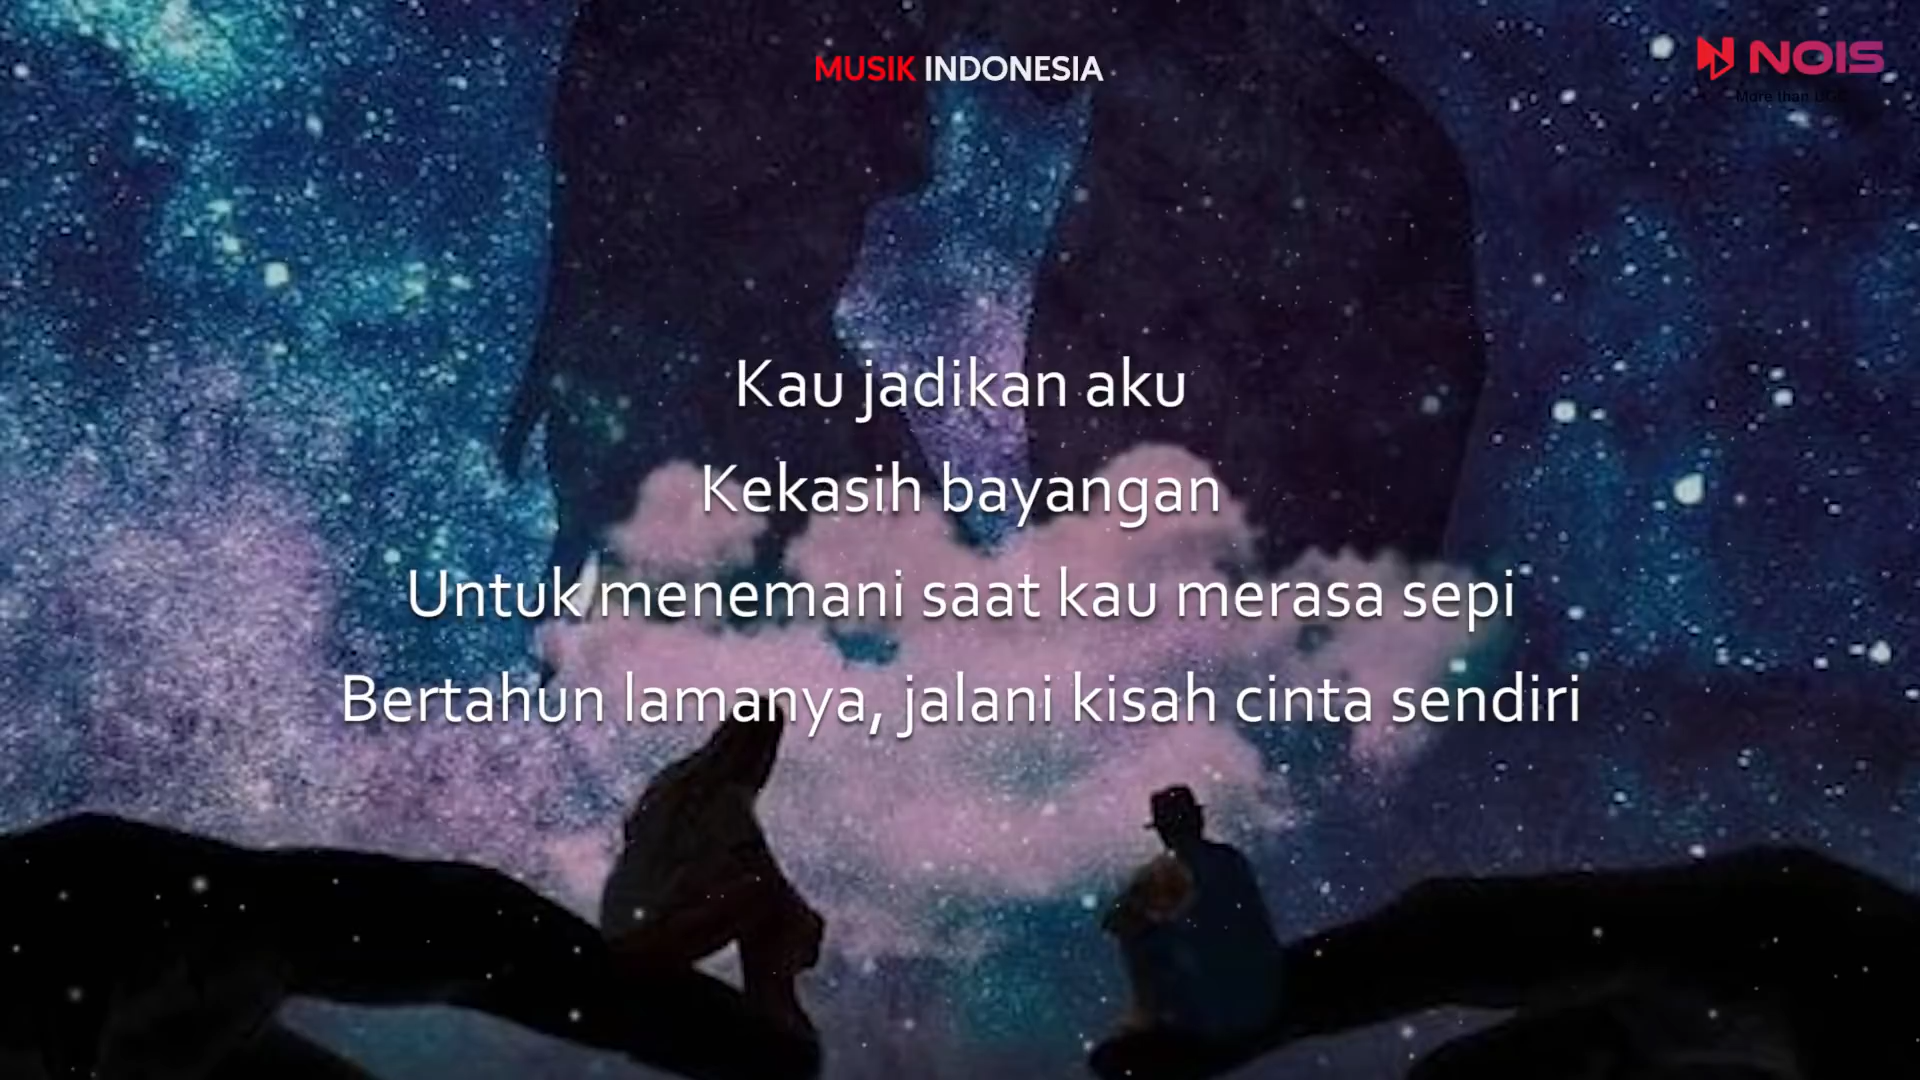 MUSIK INDONESIA
NOIS
More than
Kau jadikan aku
Kekasih bayangan
Untuk menemani saat kau merasa sepi
Bertahun lamanya, jalani kisah cinta sendiri